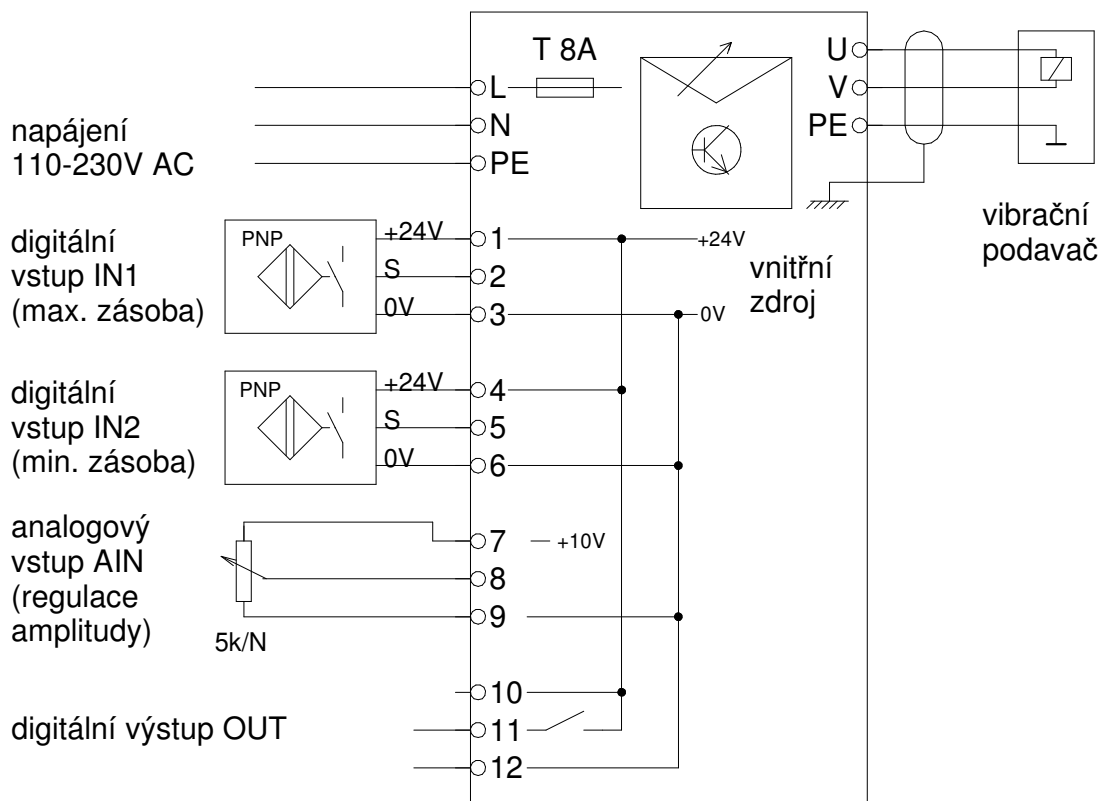 T 8A
U
L
V
N
PE
napájení
110-230V AC
PE
vibrační
podavač
digitální
vstup IN1
(max. zásoba)
PNP
+24V
S
0V
1
2
3
+24V
vnitřní
zdroj
0V
digitální
vstup IN2
(min. zásoba)
PNP
+24V
S
0V
4
5
6
analogový
vstup AIN
(regulace
amplitudy)
5k/N
7
+10V
8
9
10
digitální výstup OUT
11
12